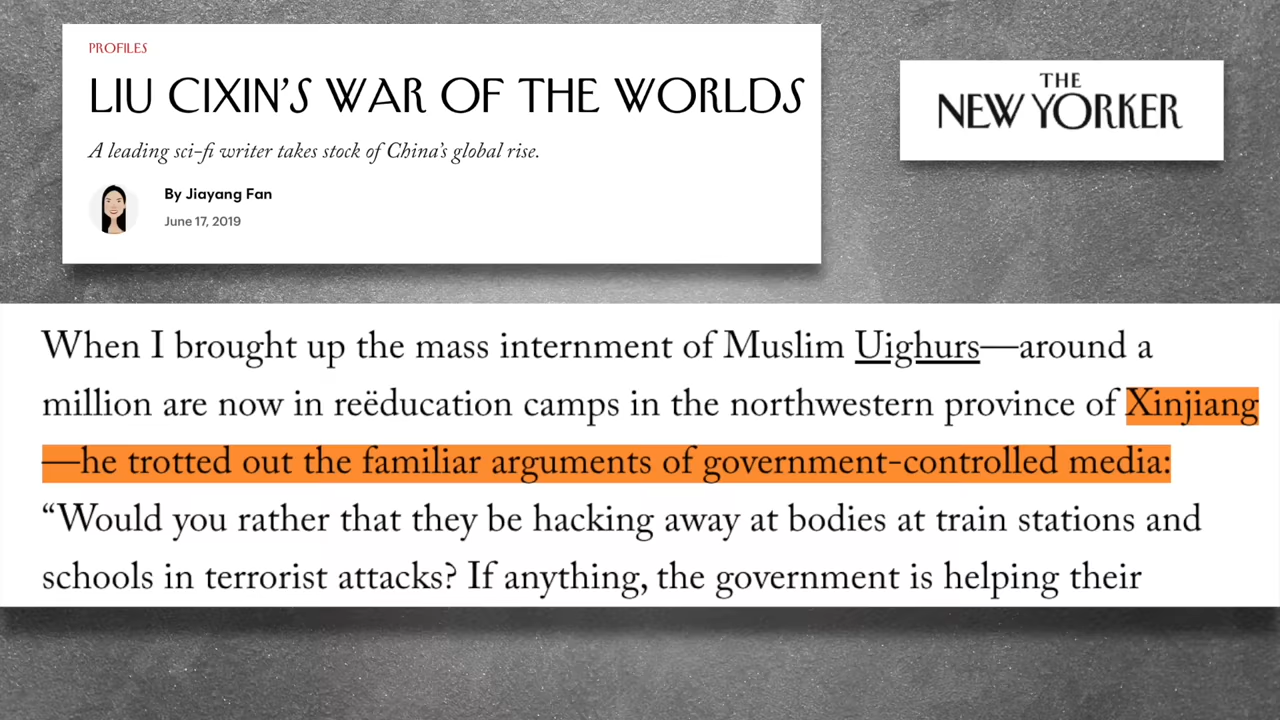 PROFILES
LIU CIXIN'S WAR OF THE WORLDS
A leading sci-fi writer takes stock of China's global rise.
By Jiayang Fan
June 17, 2019
THE
NEW YORKER
When I brought up the mass internment of Muslim Uighurs—around a
million are now in reëducation camps in the northwestern province of Xinjiang
—he trotted out the familiar arguments of government-controlled media:
“Would you rather that they be hacking away at bodies at train stations and
schools in terrorist attacks? If anything, the government is helping their